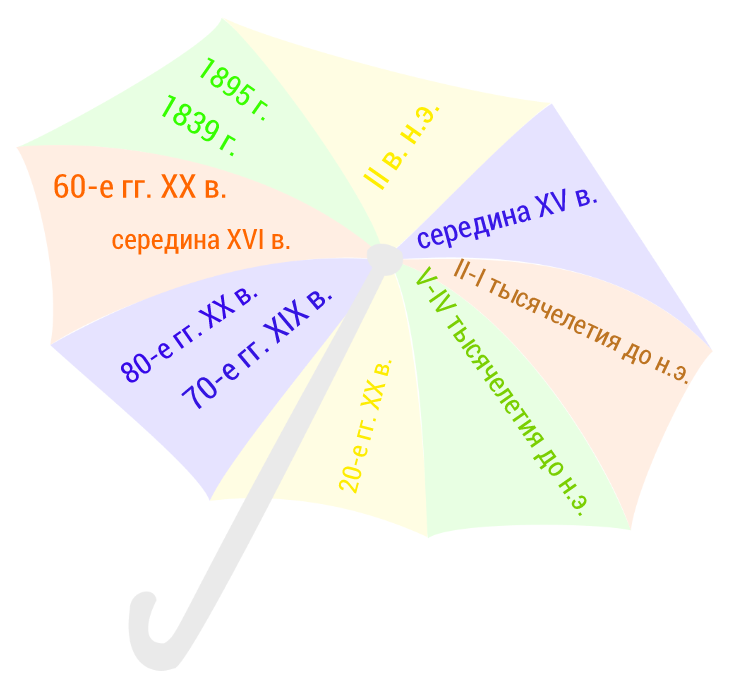 1895 г.
1839 г.
II в. н.э.
60-е гг. XX в.
середина XVI в.
середина XV в.
II-I тысячелетия до н.э.
V-IV тысячелетия до н.э.
80-е гг. XX в.
70-е гг. XIX в.
20-е гг. XX в.